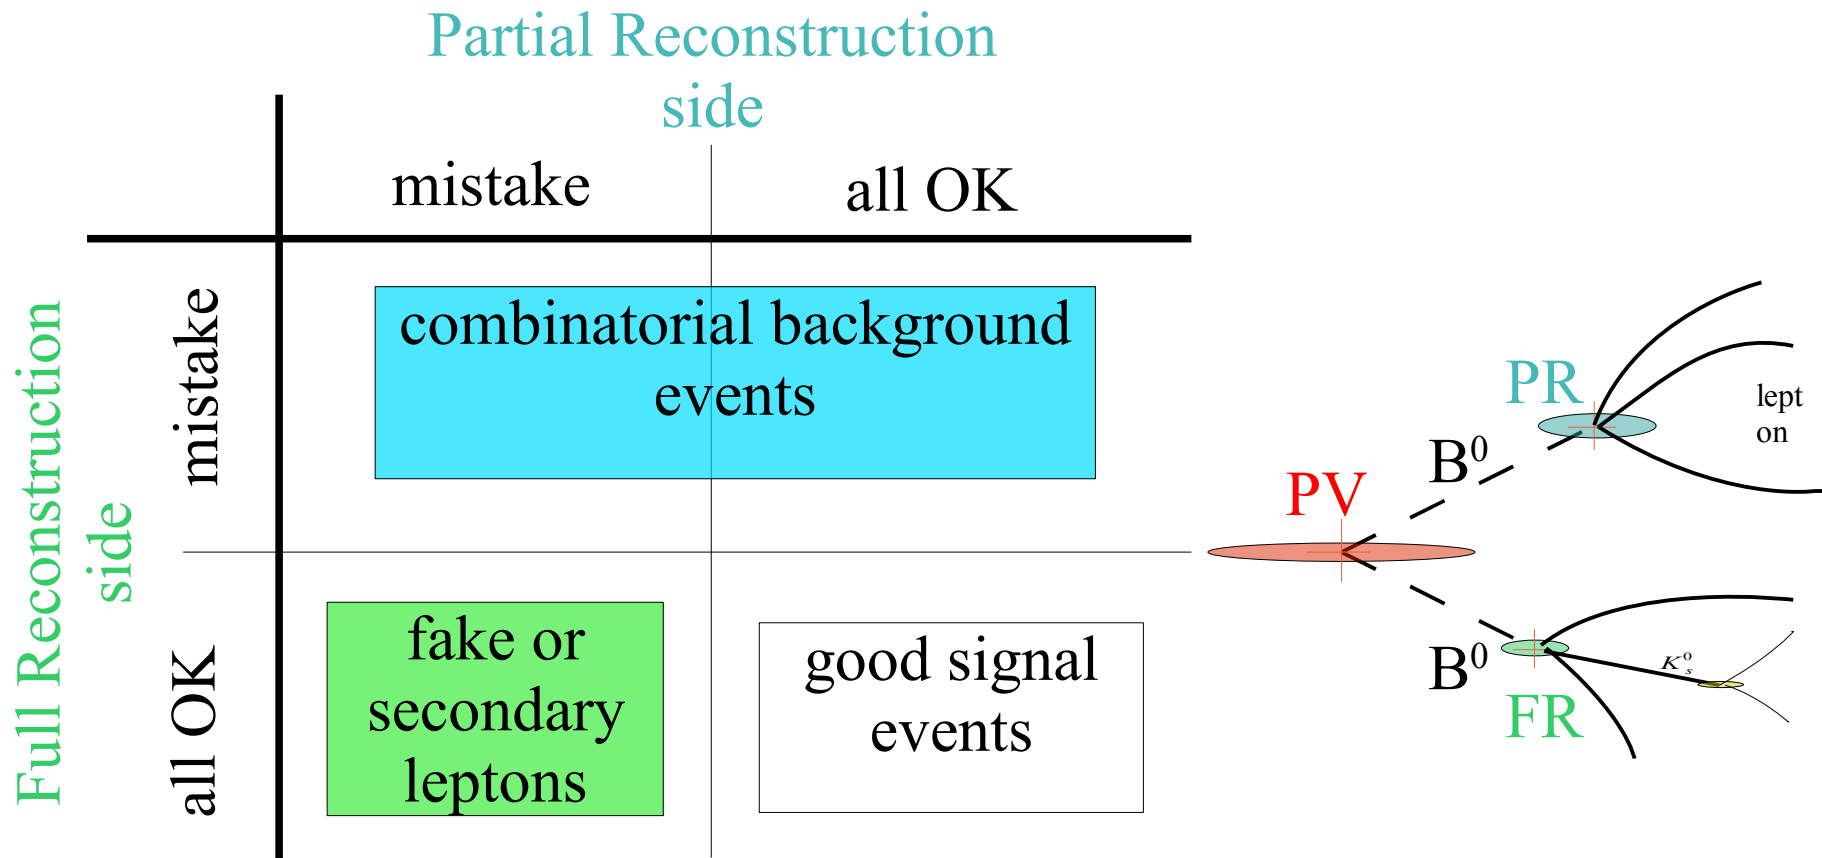 Partial Reconstruction
side
mistake
all OK
Full Reconstruction
side
mistake
all OK
combinatorial background
events
fake or
secondary
leptons
good signal
events
PR
lept
on
B⁰
PV
B⁰
K⁰ₛ
FR